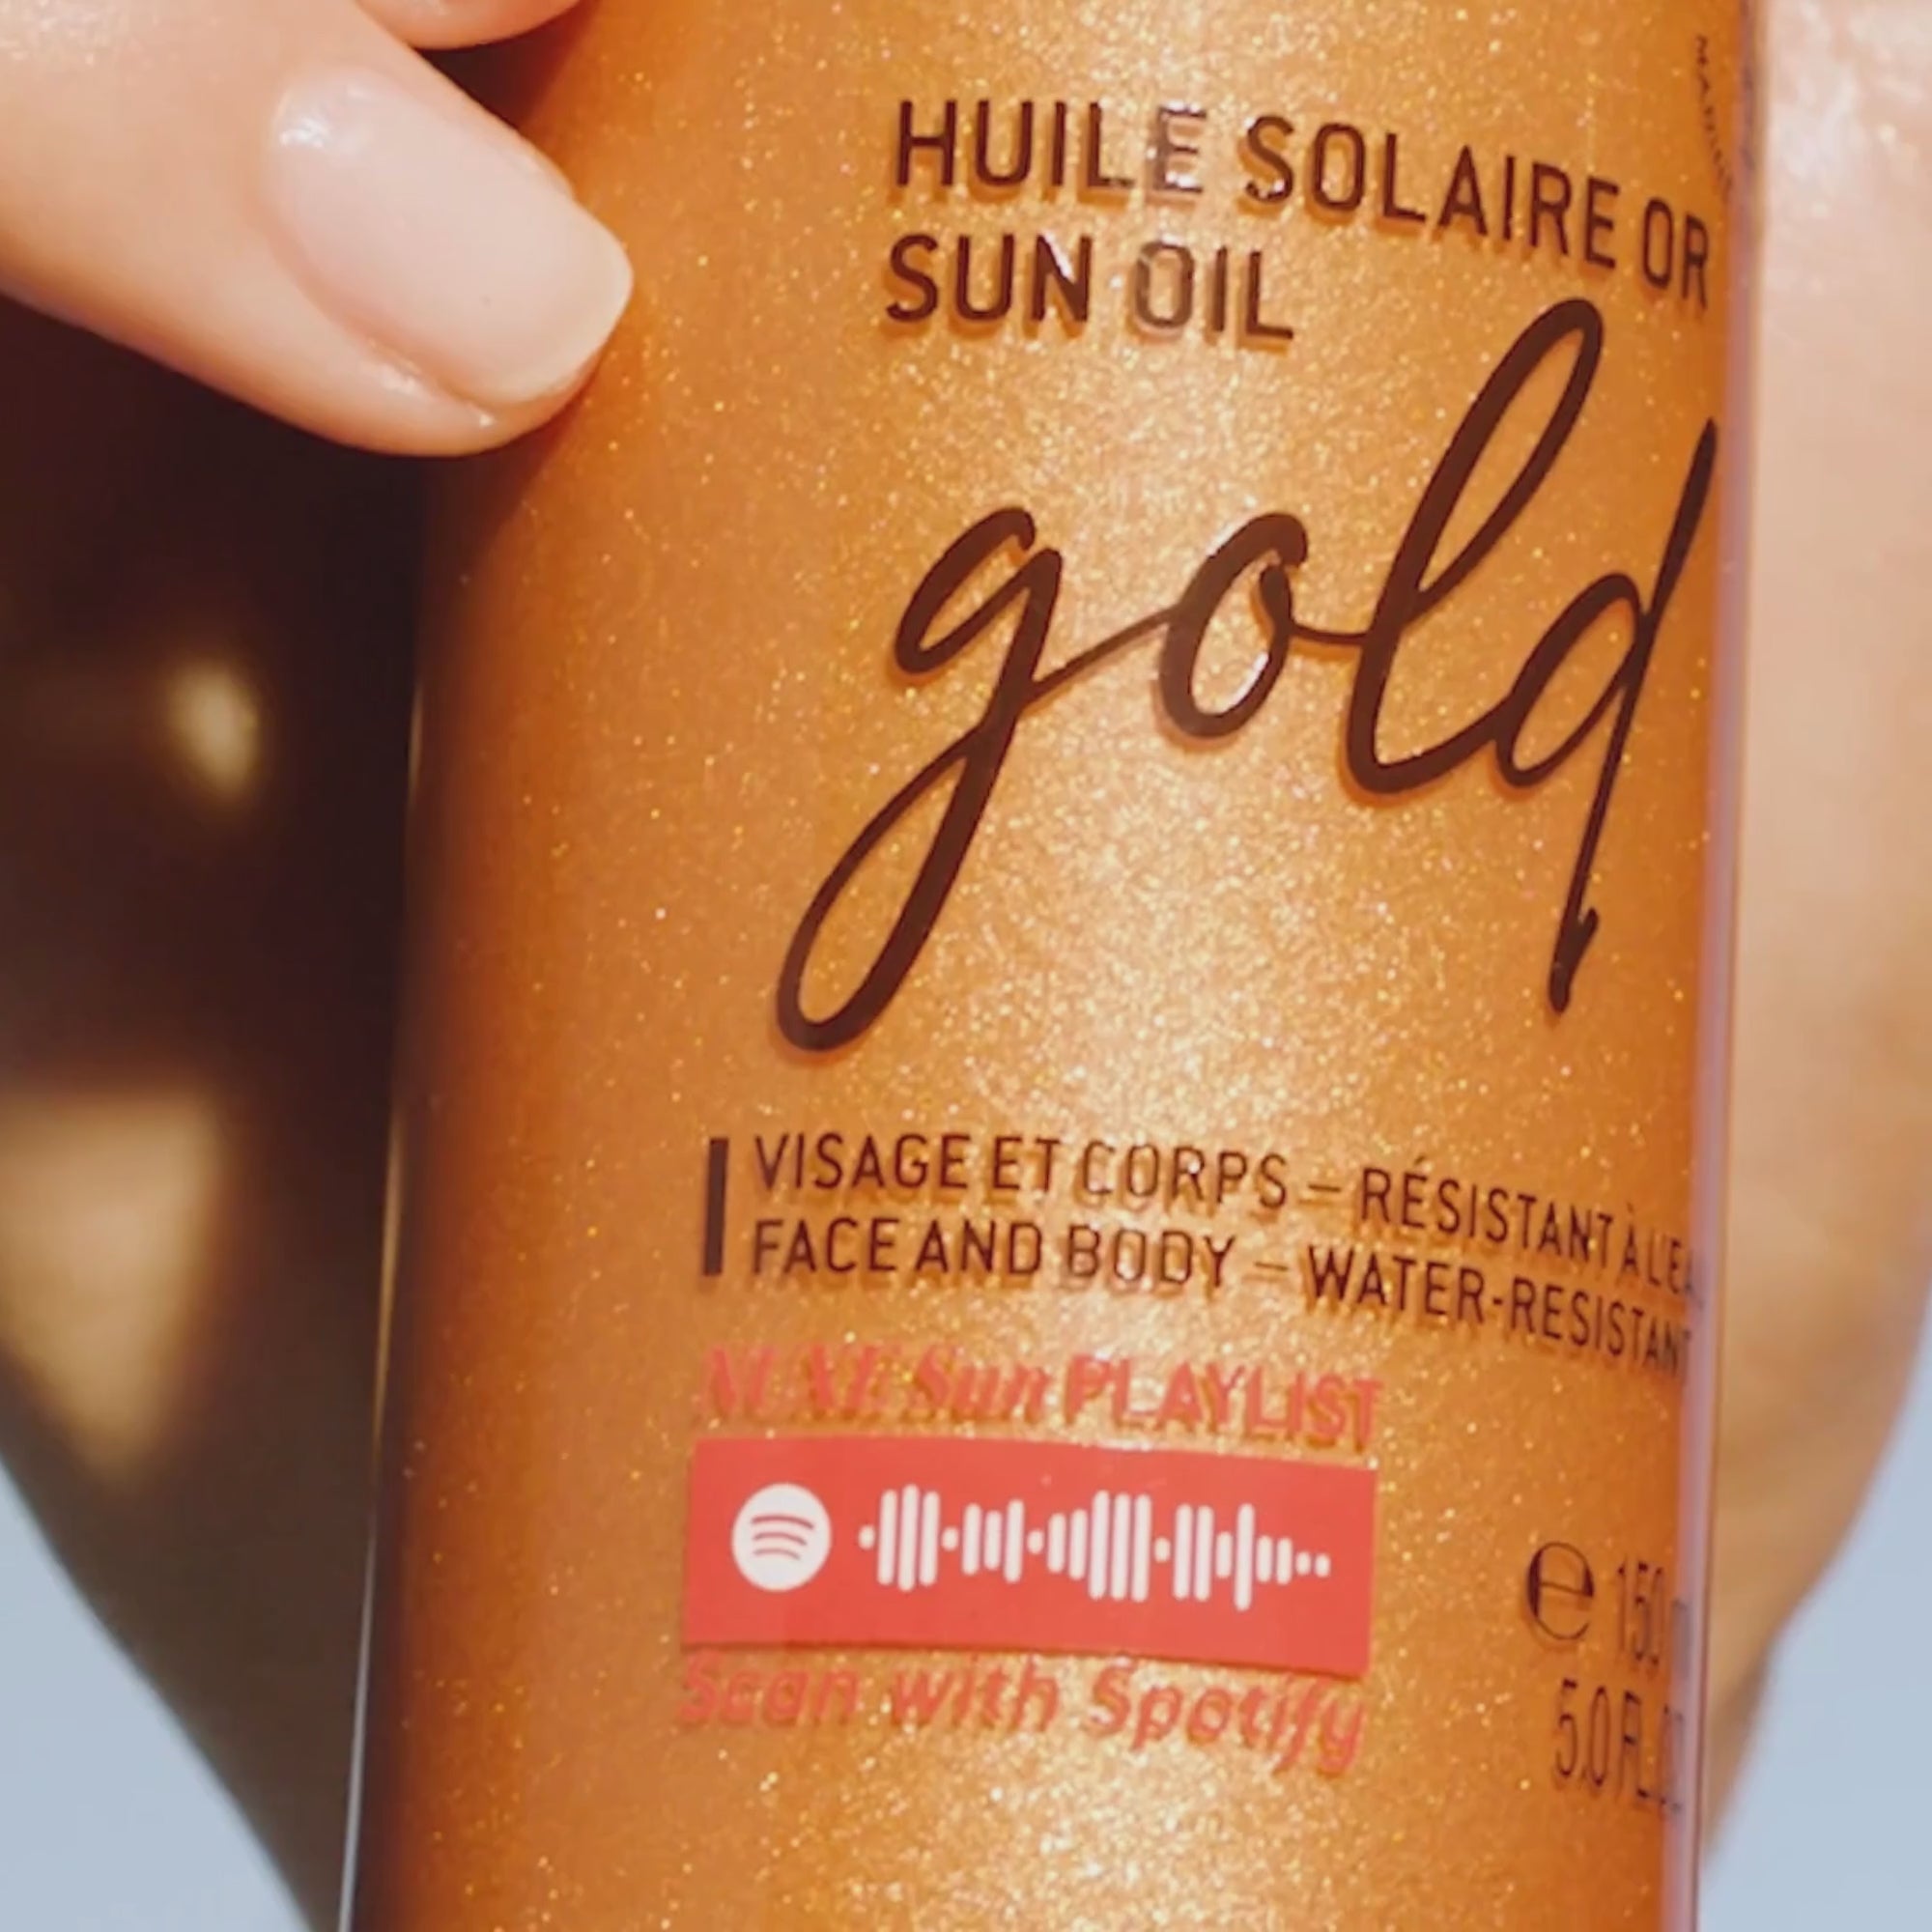 HUILE SOLAIRE OR
SUN OIL
gold
VISAGE ET CORPS – RÉSISTANT À L'EA
FACE AND BODY – WATER-RESISTANT
NUXE Sun PLAYLIST
Scan with Spotify
e 150
5.0 FL.